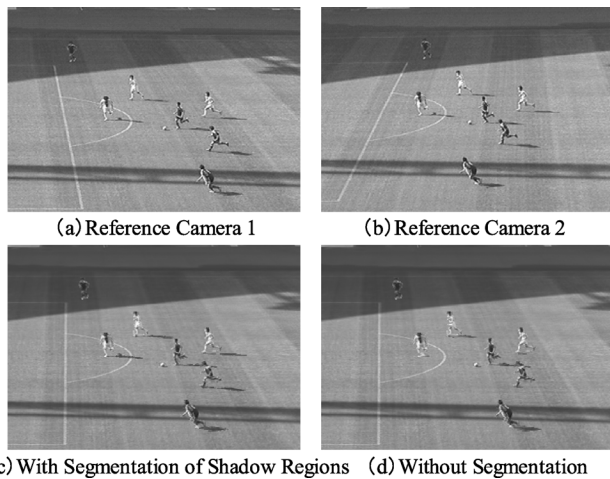 (a) Reference Camera 1
(b) Reference Camera 2
c) With Segmentation of Shadow Regions
(d) Without Segmentation